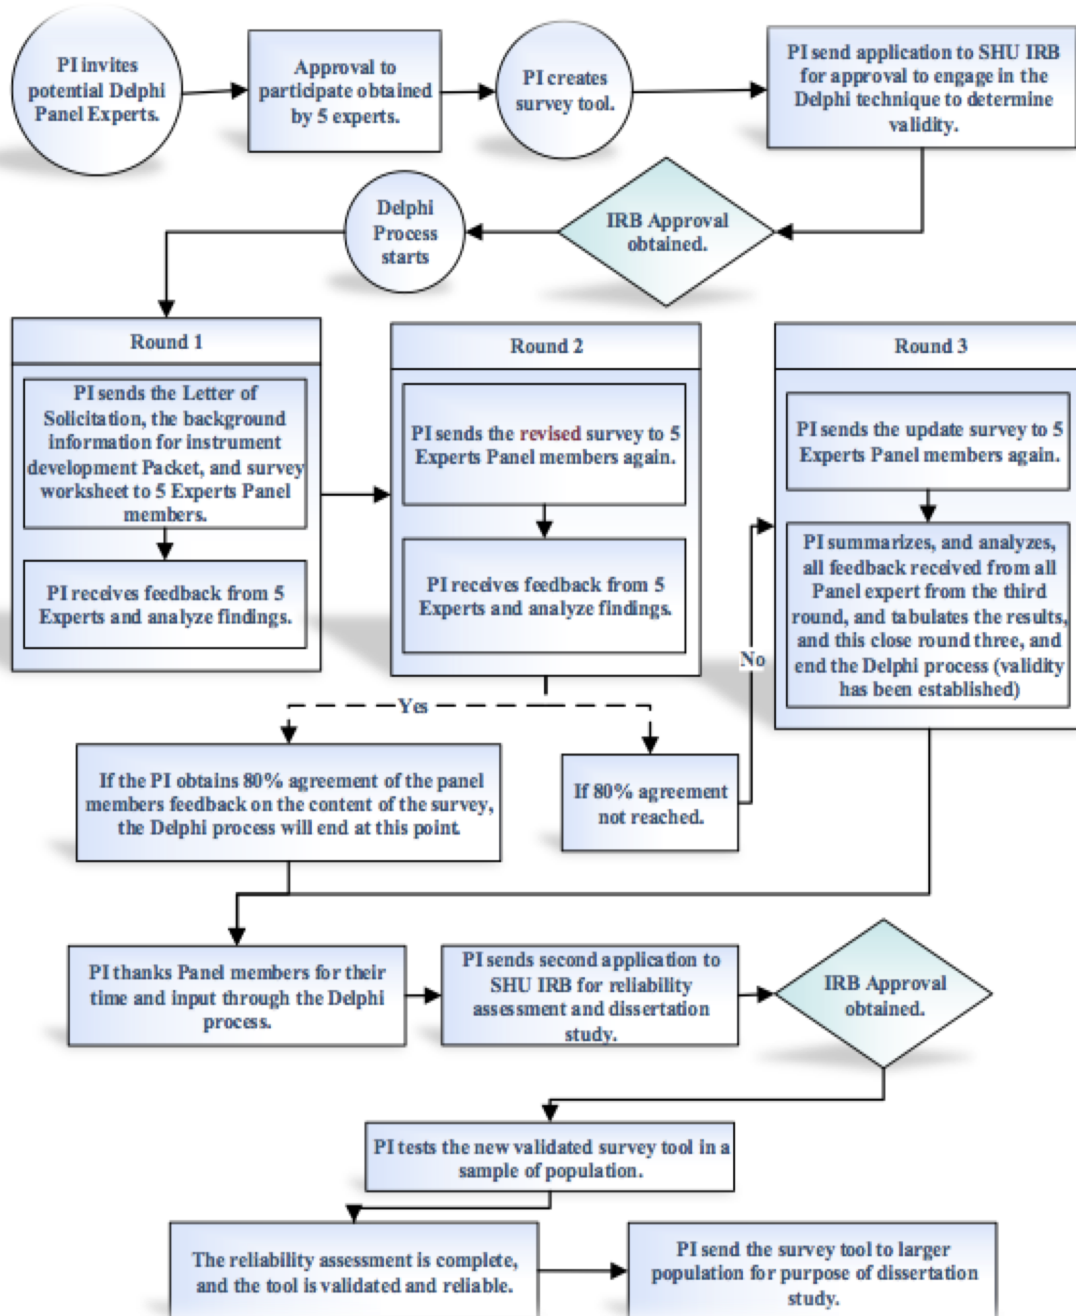 PI invites
potential Delphi
Panel Experts.
Approval to
participate obtained
by 5 experts.
PI creates
survey tool.
PI send application to SHU IRB
for approval to engage in the
Delphi technique to determine
validity.
IRB Approval
obtained.
Delphi
Process
starts
Round 1
PI sends the Letter of
Solicitation, the background
information for instrument
development Packet, and survey
worksheet to 5 Experts Panel
members.
PI receives feedback from 5
Experts and analyze findings.
Round 2
PI sends the revised survey to 5
Experts Panel members again.
PI receives feedback from 5
Experts and analyze findings.
Round 3
PI sends the update survey to 5
Experts Panel members again.
PI summarizes, and analyzes,
all feedback received from all
Panel expert from the third
round, and tabulates the results,
and this close round three, and
end the Delphi process (validity
has been established)
Yes
No
If the PI obtains 80% agreement of the panel
members feedback on the content of the survey,
the Delphi process will end at this point.
If 80% agreement
not reached.
PI thanks Panel members for their
time and input through the Delphi
process.
PI sends second application to
SHU IRB for reliability
assessment and dissertation
study.
IRB Approval
obtained.
PI tests the new validated survey tool in a
sample of population.
The reliability assessment is complete,
and the tool is validated and reliable.
PI send the survey tool to larger
population for purpose of dissertation
study.